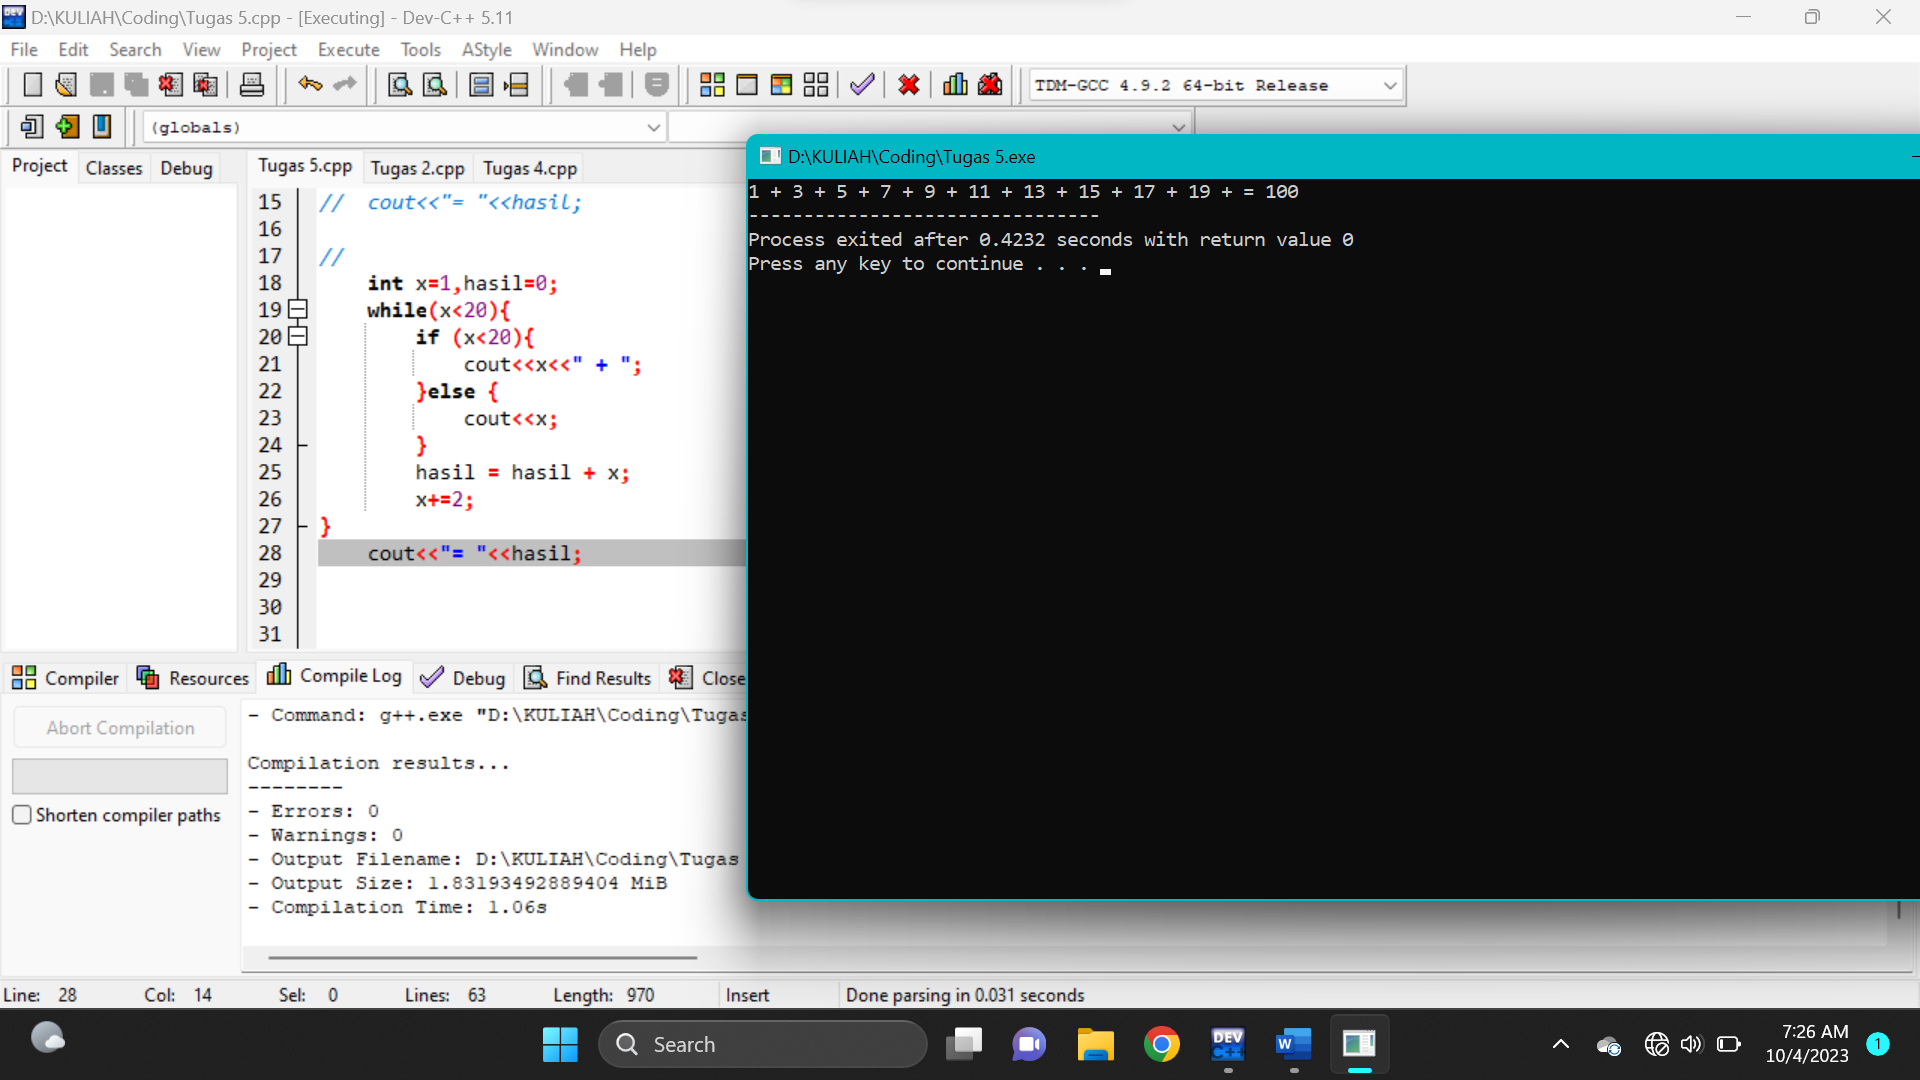 D:\KULIAH\Coding\Tugas 5.cpp - [Executing] - Dev-C++ 5.11
File Edit Search View Project Execute Tools AStyle Window Help
TDM-GCC 4.9.2 64-bit Release
(globals)
Project Classes Debug
Tugas 5.cpp Tugas 2.cpp Tugas 4.cpp
15 // cout<<"= "<<hasil;
16
17 //
18 int x=1,hasil=0;
19 while(x<20){
20 if (x<20){
21 cout<<x<<" + ";
22 }else {
23 cout<<x;
24 }
25 hasil = hasil + x;
26 x+=2;
27 }
28 cout<<"= "<<hasil;
29
30
31
D:\KULIAH\Coding\Tugas 5.exe
1 + 3 + 5 + 7 + 9 + 11 + 13 + 15 + 17 + 19 + = 100
--------------------------------
Process exited after 0.4232 seconds with return value 0
Press any key to continue . . .
Compiler Resources Compile Log Debug Find Results Close
Abort Compilation
Shorten compiler paths
- Command: g++.exe "D:\KULIAH\Coding\Tugas
Compilation results...
--------
- Errors: 0
- Warnings: 0
- Output Filename: D:\KULIAH\Coding\Tugas
- Output Size: 1.83193492889404 MiB
- Compilation Time: 1.06s
Line: 28 Col: 14 Sel: 0 Lines: 63 Length: 970 Insert Done parsing in 0.031 seconds
Search
DEV C++
W
7:26 AM
10/4/2023
1